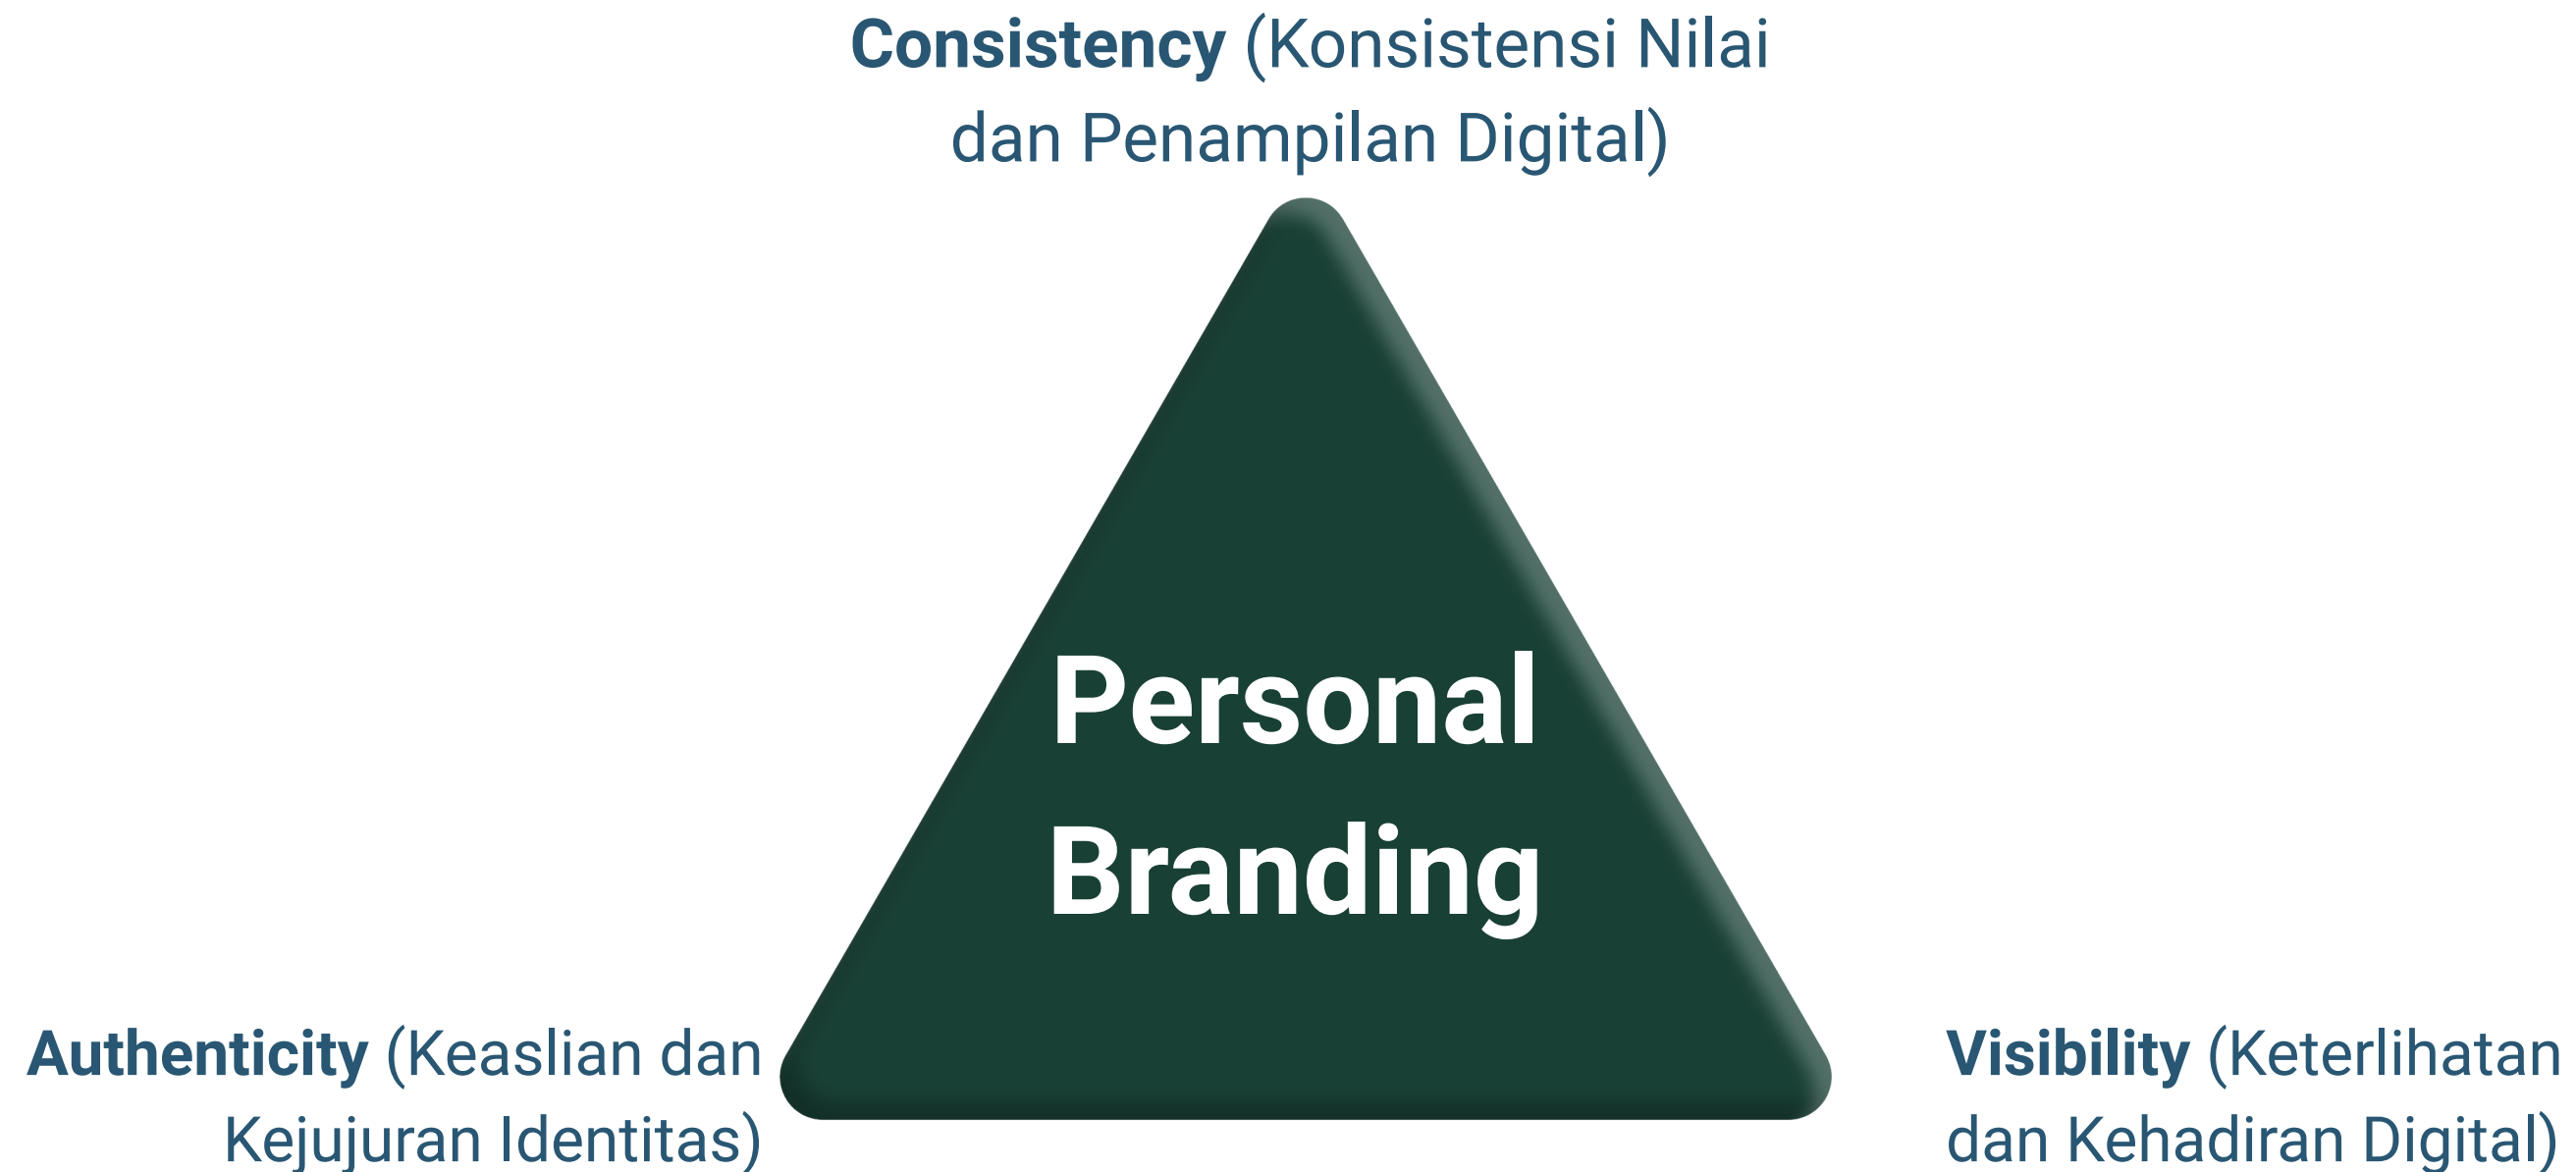 Consistency (Konsistensi Nilai
dan Penampilan Digital)
Personal
Branding
Authenticity (Keaslian dan
Kejujuran Identitas)
Visibility (Keterlihatan
dan Kehadiran Digital)